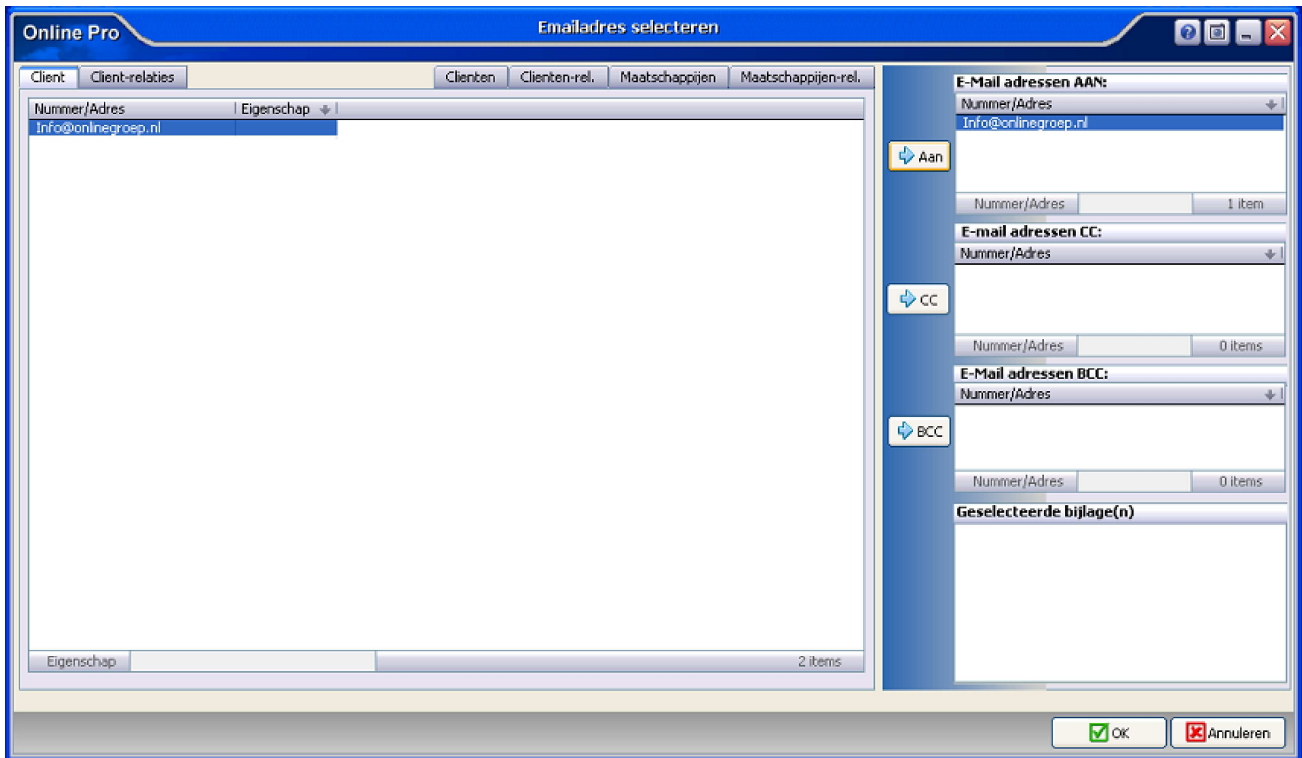 Online Pro
Emailadres selecteren
Client Client-relaties Clienten Clienten-rel. Maatschappijen Maatschappijen-rel.
Nummer/Adres Eigenschap
Info@onlinegroep.nl
Eigenschap 2 items
Aan
CC
BCC
E-Mail adressen AAN:
Nummer/Adres
Info@onlinegroep.nl
Nummer/Adres 1 item
E-mail adressen CC:
Nummer/Adres
Nummer/Adres 0 items
E-Mail adressen BCC:
Nummer/Adres
Nummer/Adres 0 items
Geselecteerde bijlage(n)
OK Annuleren